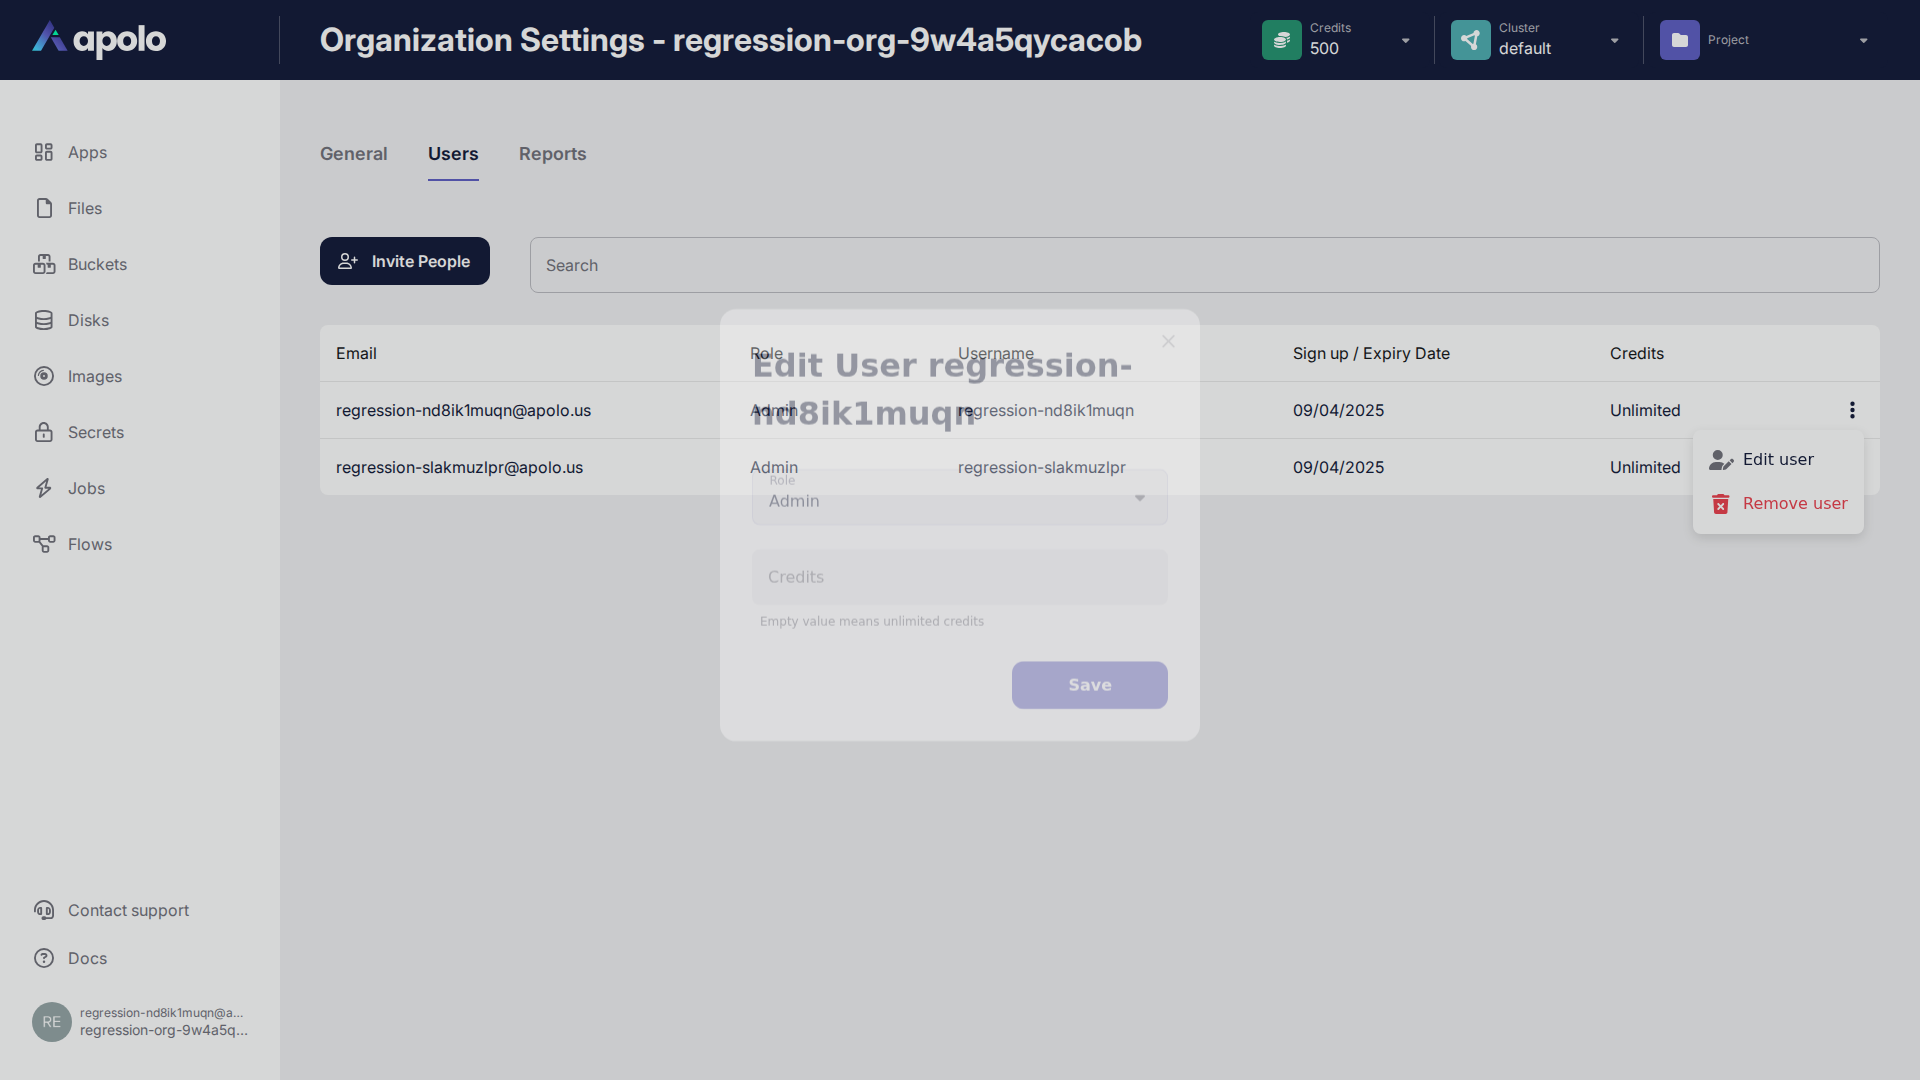 apolo
Organization Settings - regression-org-9w4a5qycacob
Credits
500
Cluster
default
Project
Apps
Files
Buckets
Disks
Images
Secrets
Jobs
Flows
General
Users
Reports
Invite People
Search
Email
Role
Username
Sign up / Expiry Date
Credits
regression-nd8ik1muqn@apolo.us
Admin
regression-nd8ik1muqn
09/04/2025
Unlimited
regression-slakmuzlpr@apolo.us
Admin
regression-slakmuzlpr
09/04/2025
Unlimited
Edit user
Remove user
Edit User regression-
nd8ik1muqn
Role
Admin
Credits
Empty value means unlimited credits
Save
Contact support
Docs
RE
regression-nd8ik1muqn@a...
regression-org-9w4a5q...